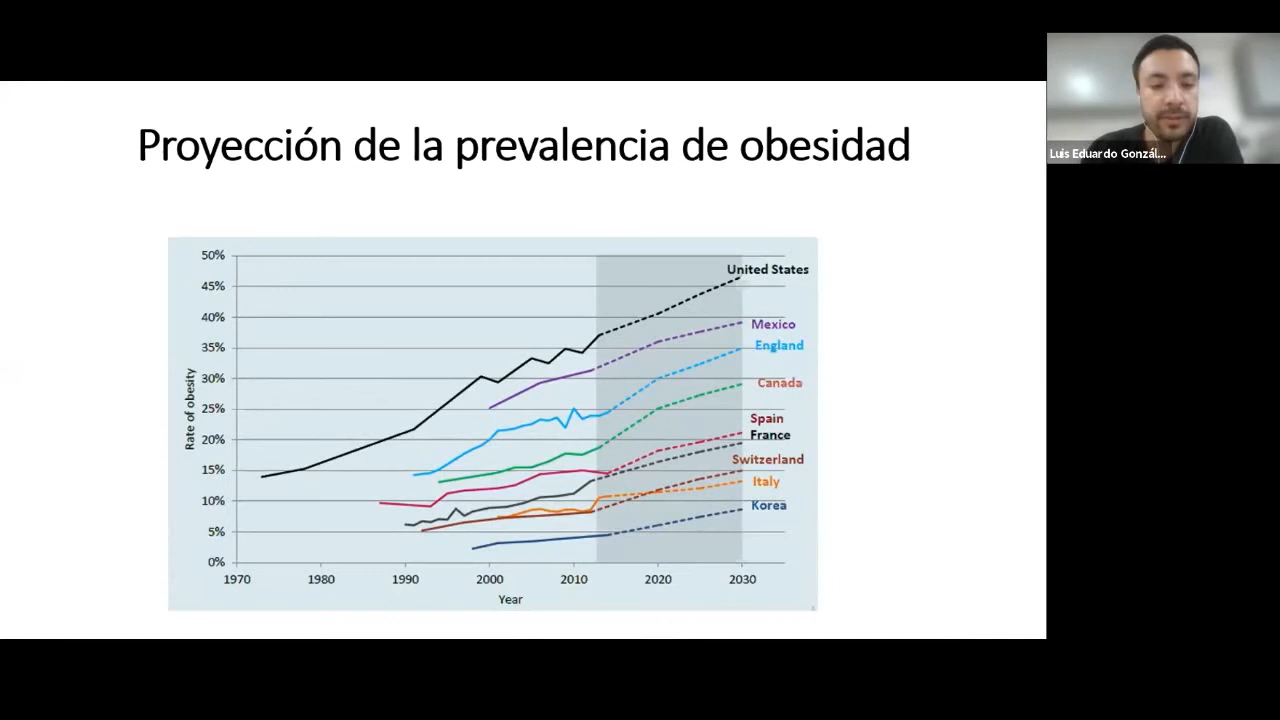 Proyección de la prevalencia de obesidad
Luis Eduardo Gonzál...
50%
45%
40%
35%
30%
25%
20%
15%
10%
5%
0%
Rate of obesity
United States
Mexico
England
Canada
Spain
France
Switzerland
Italy
Korea
1970 1980 1990 2000 2010 2020 2030
Year